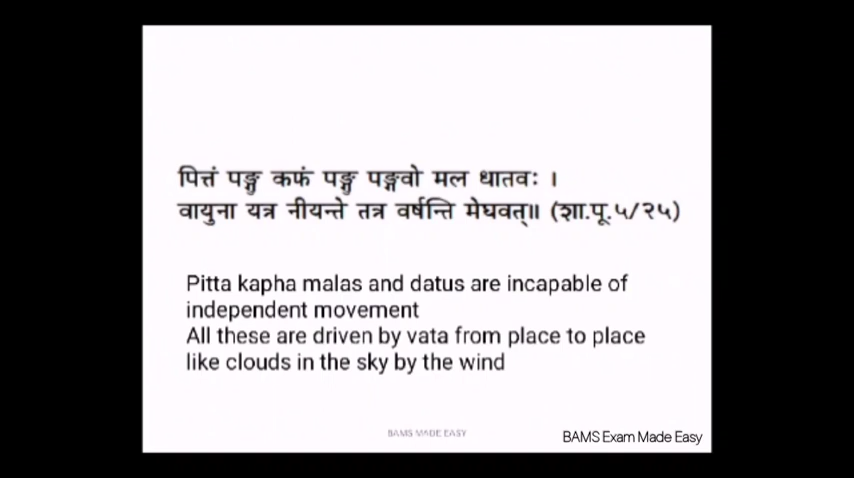 पित्तं पङ्गु कफं पङ्गु पङ्गवो मल धातवः ।
वायुना यत्र नीयन्ते तत्र वर्षन्ति मेघवत्॥ (शा.पू.५/२५)
Pitta kapha malas and datus are incapable of
independent movement
All these are driven by vata from place to place
like clouds in the sky by the wind
BAMS MADE EASY
BAMS Exam Made Easy